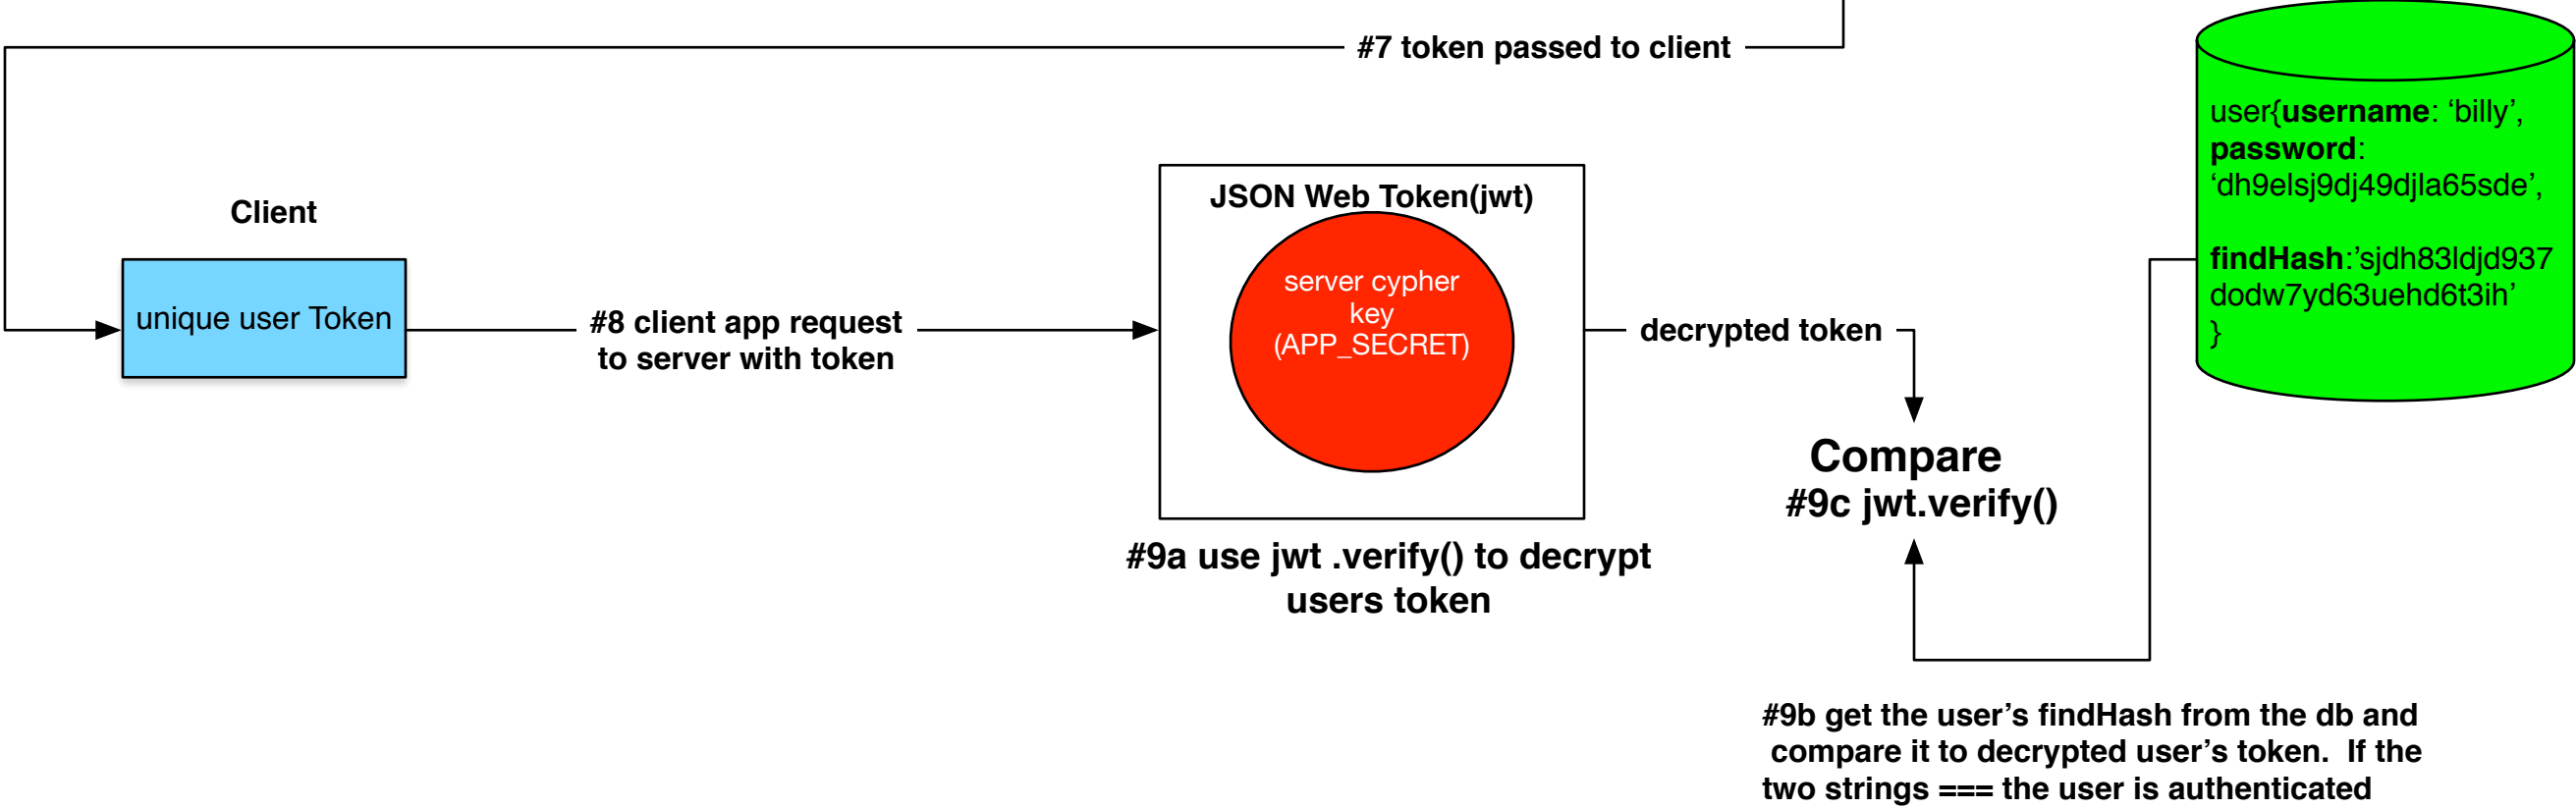 #7 token passed to client
user{username: ‘billy’,
password:
‘dh9elsj9dj49djla65sde’,
findHash:’sjdh83ldjd937
dodw7yd63uehd6t3ih’
}
Client
unique user Token
#8 client app request
to server with token
JSON Web Token(jwt)
server cypher
key
(APP_SECRET)
decrypted token
Compare
#9c jwt.verify()
#9a use jwt .verify() to decrypt
users token
#9b get the user’s findHash from the db and
compare it to decrypted user’s token.  If the
two strings === the user is authenticated